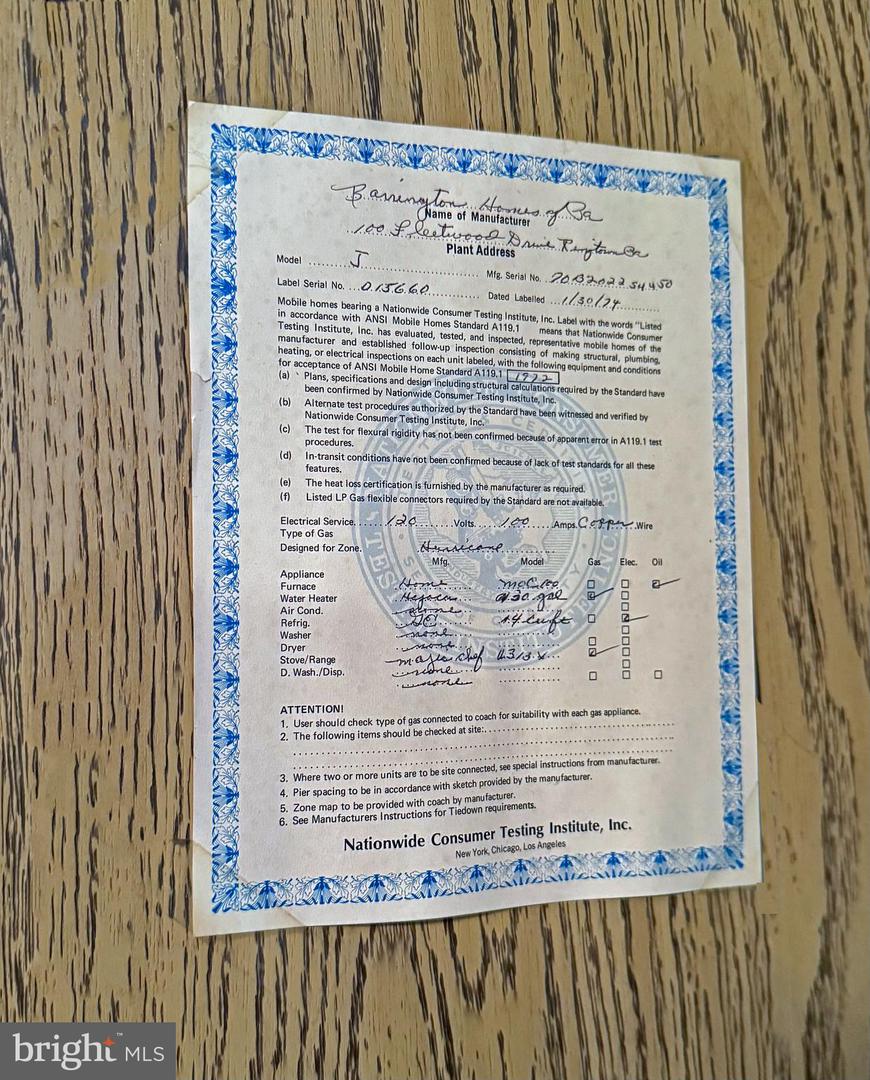 Barrington Homes of Pa
Name of Manufacturer
100 Fleetwood Drive Ringtown Pa
Plant Address
Model J Mfg. Serial No.
Label Serial No. 015660 Dated Labelled 1/30/74
Mobile homes bearing a Nationwide Consumer Testing Institute, Inc. Label with the words "Listed
in accordance with ANSI Mobile Homes Standard A119.1 means that Nationwide Consumer
Testing Institute, Inc. has evaluated, tested, and inspected, representative mobile homes of the
manufacturer and established follow-up inspection consisting of making structural, plumbing,
heating, or electrical inspections on each unit labeled, with the following equipment and conditions
for acceptance of ANSI Mobile Home Standard A119.1
(a) Plans, specifications and design including structural calculations required by the Standard have
been confirmed by Nationwide Consumer Testing Institute, Inc.
(b) Alternate test procedures authorized by the Standard have been witnessed and verified by
Nationwide Consumer Testing Institute, Inc.
(c) The test for flexural rigidity has not been confirmed because of apparent error in A119.1 test
procedures.
(d) In-transit conditions have not been confirmed because of lack of test standards for all these
features.
(e) The heat loss certification is furnished by the manufacturer as required.
(f) Listed LP Gas flexible connectors required by the Standard are not available.
Electrical Service 120 Volts 100 Amps. Copper Wire
Type of Gas
Designed for Zone. Hurricane
Mfg. Model Gas Elec. Oil
Appliance
Furnace Home
Water Heater 30 gal
Air Cond. none
Refrig. 14 cu ft
Washer none
Dryer none
Stove/Range magic chef
D. Wash./Disp. none
none
ATTENTION!
1. User should check type of gas connected to coach for suitability with each gas appliance.
2. The following items should be checked at site:
3. Where two or more units are to be site connected, see special instructions from manufacturer.
4. Pier spacing to be in accordance with sketch provided by the manufacturer.
5. Zone map to be provided with coach by manufacturer.
6. See Manufacturers Instructions for Tiedown requirements.
Nationwide Consumer Testing Institute, Inc.
New York, Chicago, Los Angeles
bright™ MLS